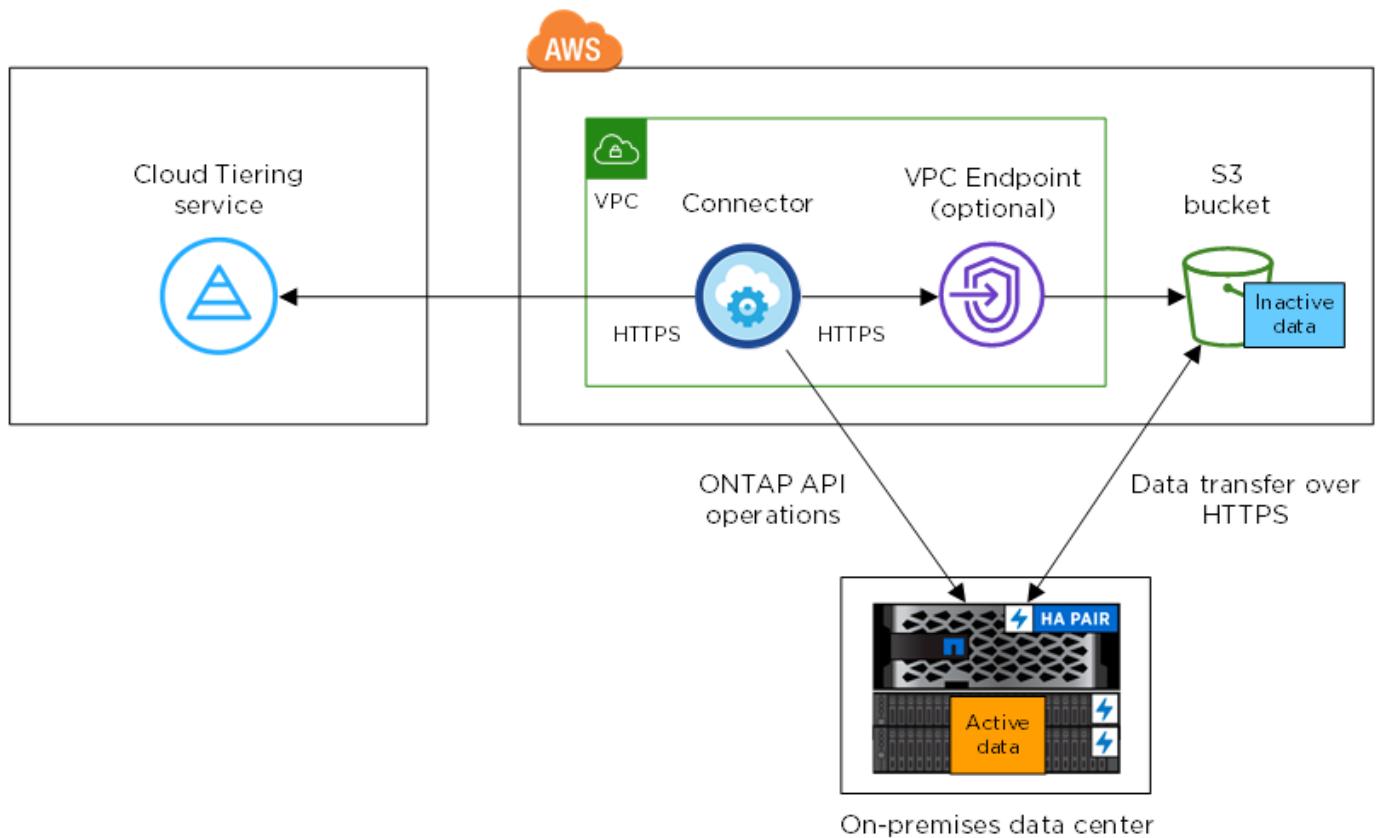 AWS
Cloud Tiering
service
VPC
Connector
VPC Endpoint
(optional)
S3
bucket
Inactive
data
HTTPS
HTTPS
ONTAP API
operations
Data transfer over
HTTPS
HA PAIR
Active
data
On-premises data center